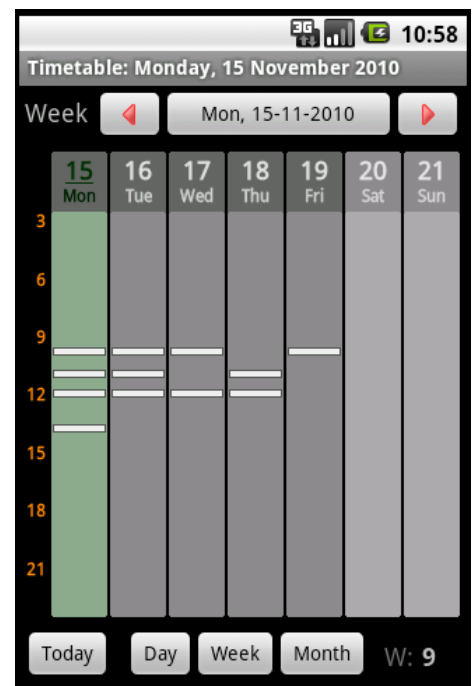 3G 10:58
Timetable: Monday, 15 November 2010
Week Mon, 15-11-2010
15 16 17 18 19 20 21
Mon Tue Wed Thu Fri Sat Sun
3
6
9
12
15
18
21
Today Day Week Month W: 9